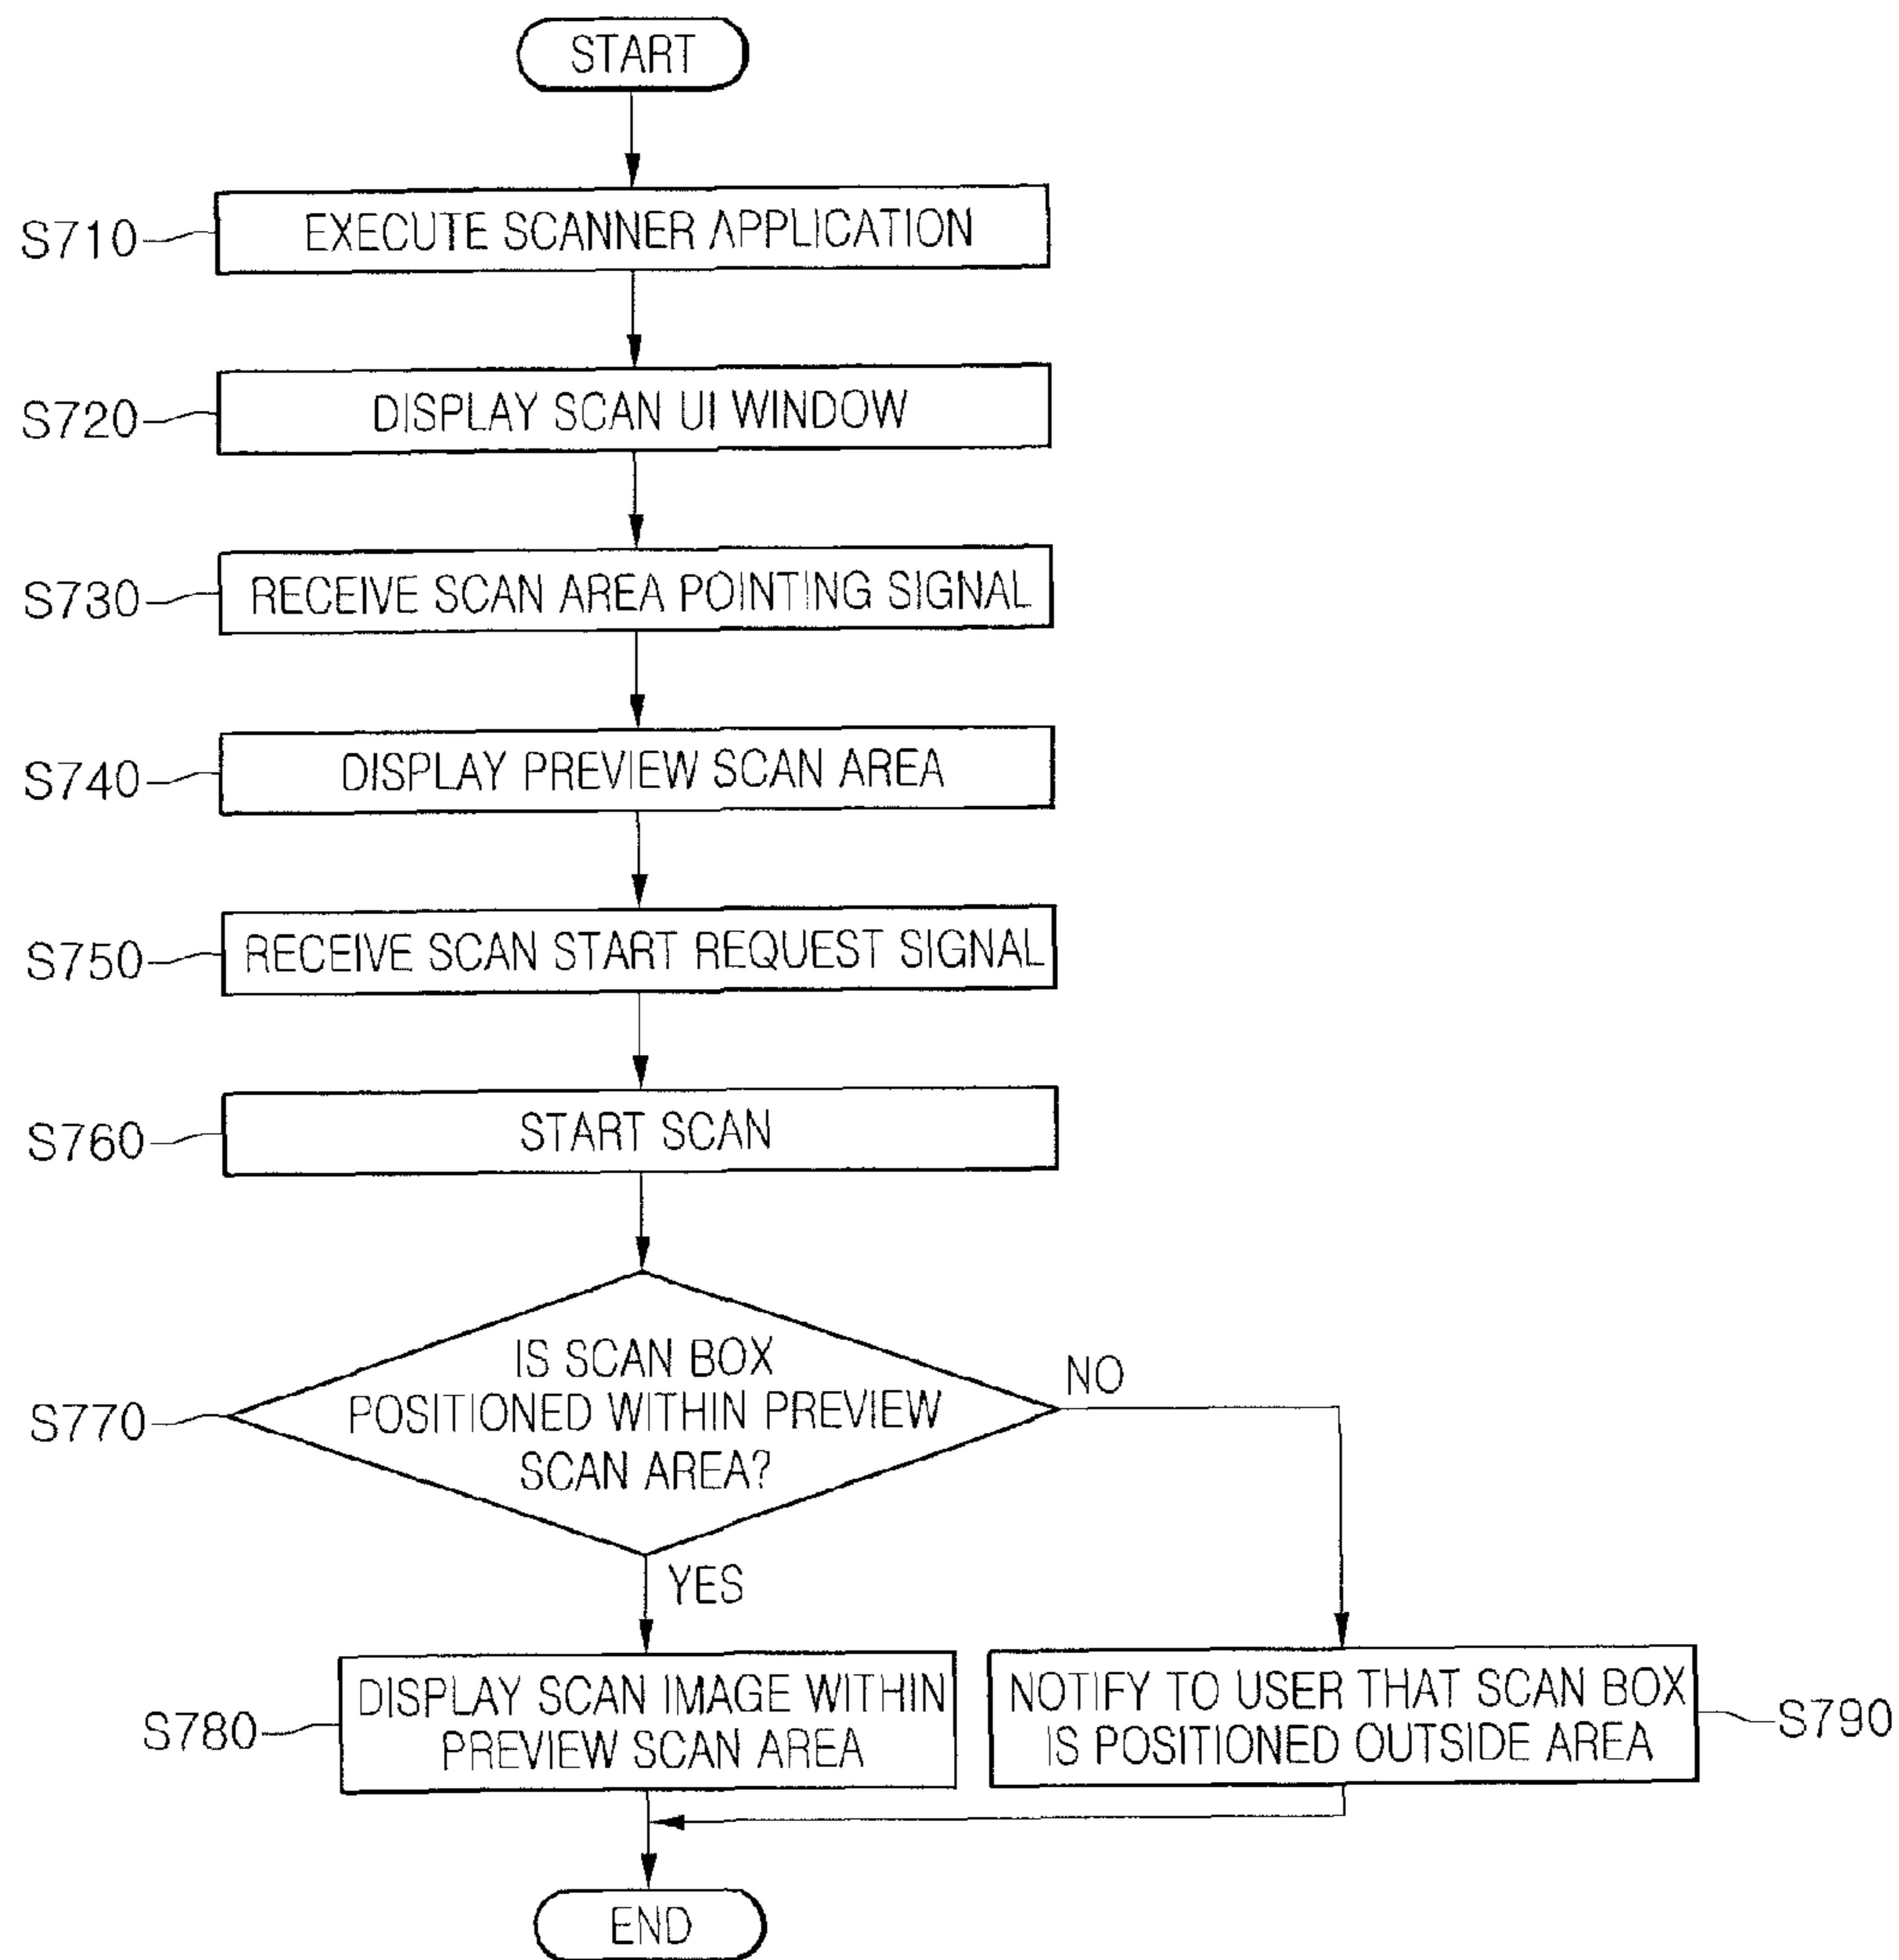 START
S710
EXECUTE SCANNER APPLICATION
S720
DISPLAY SCAN UI WINDOW
S730
RECEIVE SCAN AREA POINTING SIGNAL
S740
DISPLAY PREVIEW SCAN AREA
S750
RECEIVE SCAN START REQUEST SIGNAL
S760
START SCAN
S770
IS SCAN BOX
POSITIONED WITHIN PREVIEW
SCAN AREA?
NO
YES
S780
DISPLAY SCAN IMAGE WITHIN
PREVIEW SCAN AREA
NOTIFY TO USER THAT SCAN BOX
IS POSITIONED OUTSIDE AREA
S790
END